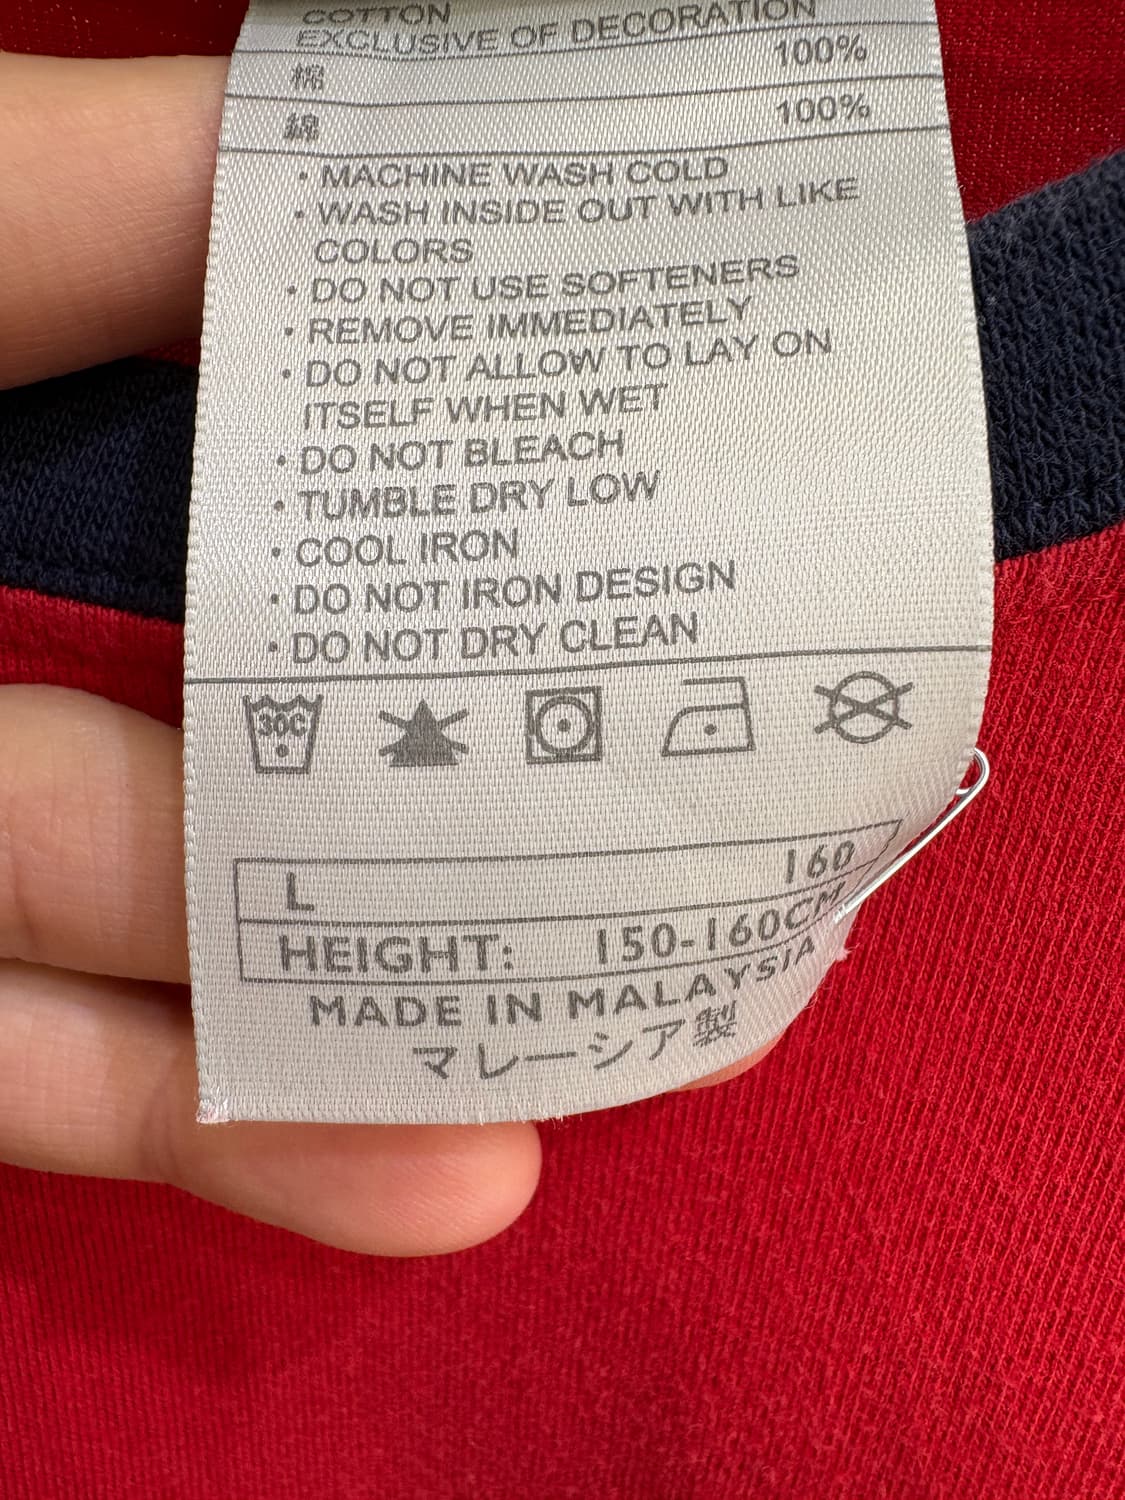 COTTON
EXCLUSIVE OF DECORATION
棉 100%
綿 100%
• MACHINE WASH COLD
• WASH INSIDE OUT WITH LIKE
COLORS
• DO NOT USE SOFTENERS
• REMOVE IMMEDIATELY
• DO NOT ALLOW TO LAY ON
ITSELF WHEN WET
• DO NOT BLEACH
• TUMBLE DRY LOW
• COOL IRON
• DO NOT IRON DESIGN
• DO NOT DRY CLEAN
30C
L 160
HEIGHT: 150-160CM
MADE IN MALAYSIA
マレーシア製